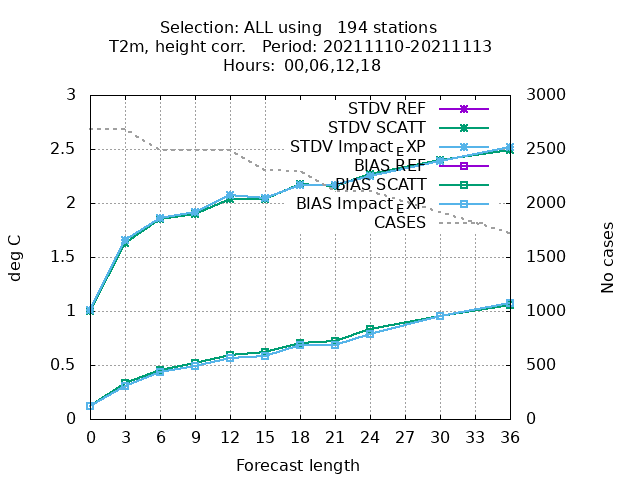 Selection: ALL using   194 stations
T2m, height corr.   Period: 20211110-20211113
Hours:  00,06,12,18
3
2.5
2
1.5
1
0.5
0
3000
2500
2000
1500
1000
500
0
deg C
No cases
STDV REF
STDV SCATT
STDV Impact_EXP
BIAS REF
BIAS SCATT
BIAS Impact_EXP
CASES
0 3 6 9 12 15 18 21 24 27 30 33 36
Forecast length